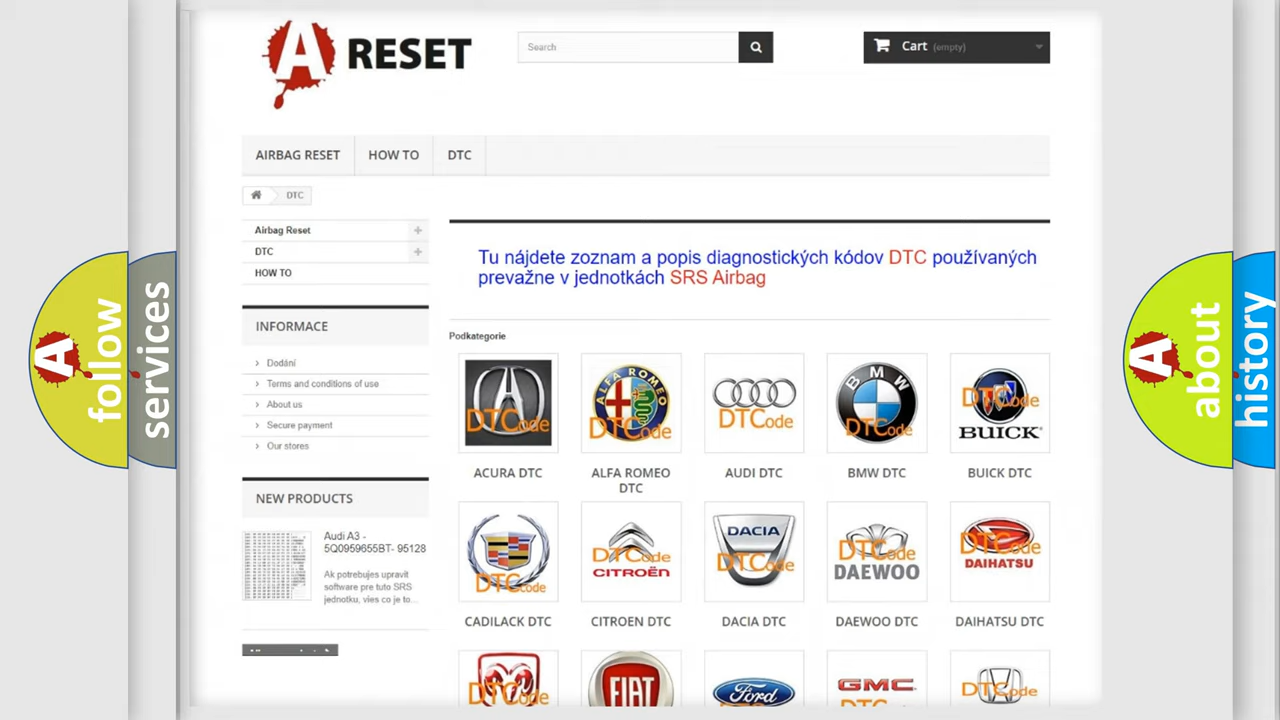 A RESET
Search
Cart (empty)
AIRBAG RESET
HOW TO
DTC
DTC
Airbag Reset
DTC
HOW TO
Tu nájdete zoznam a popis diagnostických kódov DTC používaných
prevažne v jednotkách SRS Airbag
INFORMACE
Dodání
Terms and conditions of use
About us
Secure payment
Our stores
NEW PRODUCTS
Audi A3 -
5Q0959655BT- 95128
Ak potrebujes upravit
software pre tuto SRS
jednotku, vies co je to...
Podkategorie
DTCode
ALFA ROMEO
DTCode
DTCode
BMW
DTCode
DTCode
BUICK
ACURA DTC
ALFA ROMEO
DTC
AUDI DTC
BMW DTC
BUICK DTC
DTCode
DTCode
CITROËN
DACIA
DTCode
DTCode
DAEWOO
DTCode
DAIHATSU
CADILACK DTC
CITROEN DTC
DACIA DTC
DAEWOO DTC
DAIHATSU DTC
DTCode
FIAT
Ford
GMC
DTCode
A follow
services
A about
history